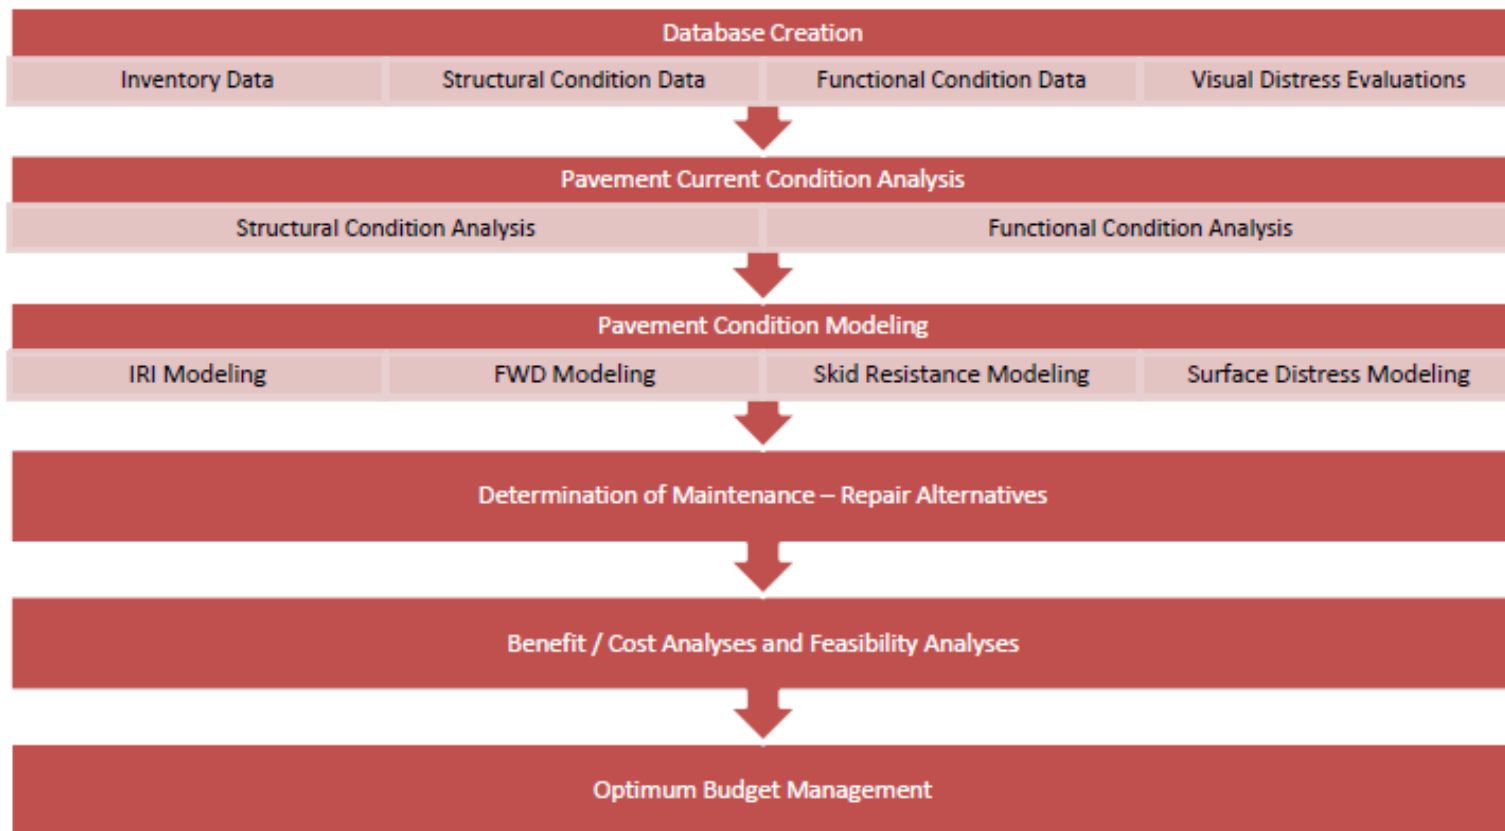 Database Creation
Inventory Data
Structural Condition Data
Functional Condition Data
Visual Distress Evaluations
Pavement Current Condition Analysis
Structural Condition Analysis
Functional Condition Analysis
Pavement Condition Modeling
IRI Modeling
FWD Modeling
Skid Resistance Modeling
Surface Distress Modeling
Determination of Maintenance – Repair Alternatives
Benefit / Cost Analyses and Feasibility Analyses
Optimum Budget Management